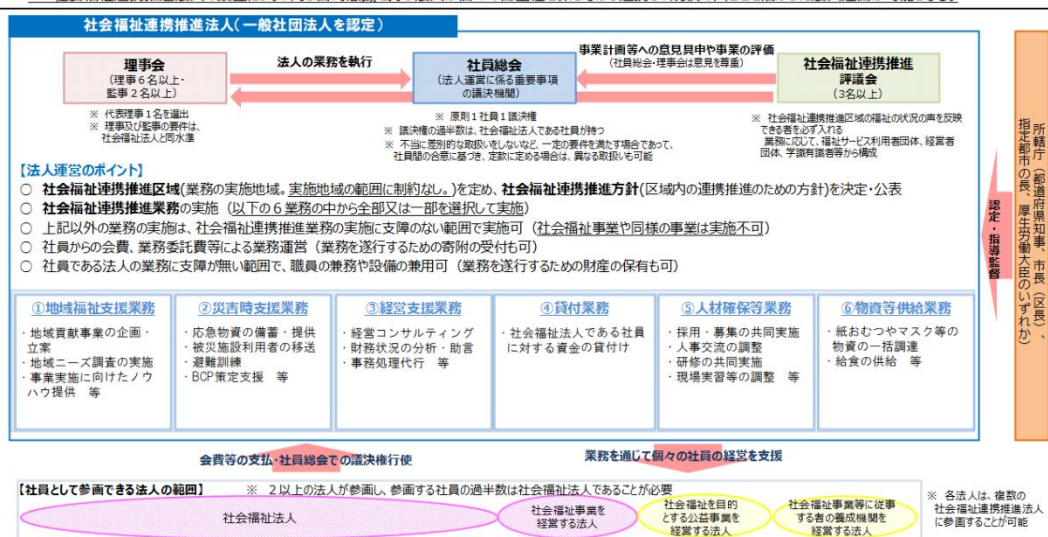 社会福祉連携推進法人(一般社団法人を認定)
理事会
(理事6名以上・
監事2名以上)
法人の業務を執行
社員総会
(法人運営に係る重要事項
の議決機関)
事業計画等への意見具申や事業の評価
(社員総会・理事会は意見を尊重)
社会福祉連携推進
評議会
(3名以上)
※ 代表理事1名を選出
※ 理事及び監事の要件は、
社会福祉法人と同水準
※ 原則1社員1議決権
※ 議決権の過半数は、社会福祉法人である社員が持つ
※ 不当に差別的な取扱いをしないなど、一定の要件を満たす場合であって、
社員間の合意に基づき、定款に定める場合は、異なる取扱いも可能
※ 社会福祉連携推進区域の福祉の状況の声を反映
できる者を必ず入れる
業務に応じて、福祉サービス利用者団体、経営者
団体、学識有識者等から構成
【法人運営のポイント】
○ 社会福祉連携推進区域(業務の実施地域。実施地域の範囲に制約なし。)を定め、社会福祉連携推進方針(区域内の連携推進のための方針)を決定・公表
○ 社会福祉連携推進業務の実施(以下の6業務の中から全部又は一部を選択して実施)
○ 上記以外の業務の実施は、社会福祉連携推進業務の実施に支障のない範囲で実施可(社会福祉事業や同様の事業は実施不可)
○ 社員からの会費、業務委託費等による業務運営(業務を遂行するための寄附の受付も可)
○ 社員である法人の業務に支障が無い範囲で、職員の兼務や設備の兼用可(業務を遂行するための財産の保有も可)
①地域福祉支援業務
・地域貢献事業の企画・
立案
・地域ニーズ調査の実施
・事業実施に向けたノウ
ハウ提供 等
②災害時支援業務
・応急物資の備蓄・提供
・被災施設利用者の移送
・避難訓練
・BCP策定支援 等
③経営支援業務
・経営コンサルティング
・財務状況の分析・助言
・事務処理代行 等
④貸付業務
・社会福祉法人である社員
に対する資金の貸付け
⑤人材確保等業務
・採用・募集の共同実施
・人事交流の調整
・研修の共同実施
・現場実習等の調整 等
⑥物資等供給業務
・紙おむつやマスク等の
物資の一括調達
・給食の供給 等
認定・指導監督
所轄庁(都道府県知事、市長(区長)、
指定都市の長、厚生労働大臣のいずれか)
会費等の支払・社員総会での議決権行使
業務を通じて個々の社員の経営を支援
【社員として参画できる法人の範囲】 ※ 2以上の法人が参画し、参画する社員の過半数は社会福祉法人であることが必要
社会福祉法人
社会福祉事業を
経営する法人
社会福祉を目的
とする公益事業を
経営する法人
社会福祉事業等に従事
する者の養成機関を
経営する法人
※ 各法人は、複数の
社会福祉連携推進法人
に参画することが可能